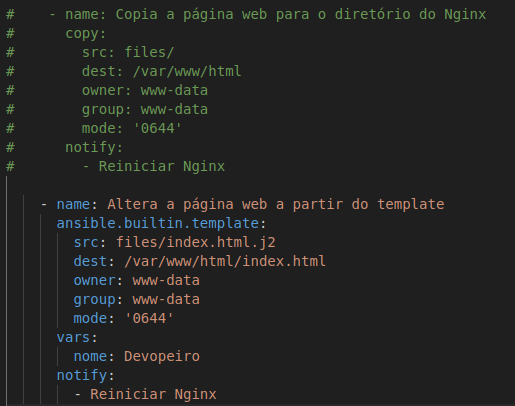 #    - name: Copia a página web para o diretório do Nginx
#      copy:
#        src: files/
#        dest: /var/www/html
#        owner: www-data
#        group: www-data
#        mode: '0644'
#      notify:
#        - Reiniciar Nginx
    - name: Altera a página web a partir do template
      ansible.builtin.template:
        src: files/index.html.j2
        dest: /var/www/html/index.html
        owner: www-data
        group: www-data
        mode: '0644'
      vars:
        nome: Devopeiro
      notify:
        - Reiniciar Nginx